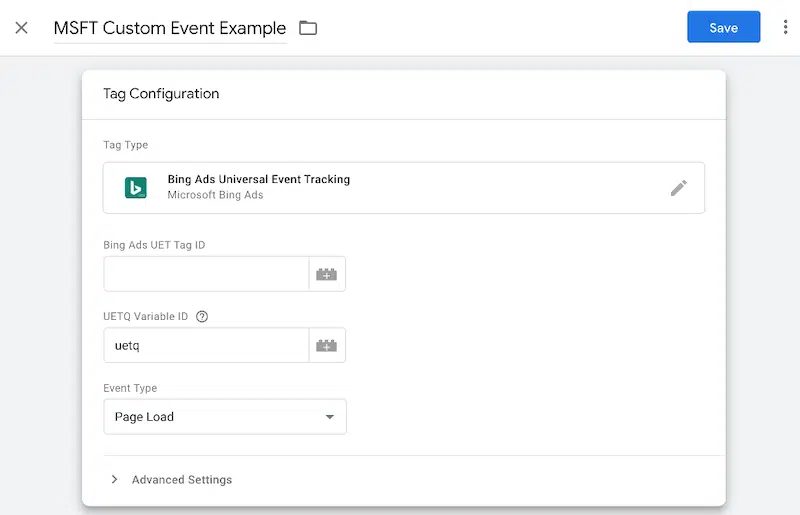 MSFT Custom Event Example
Save
Tag Configuration
Tag Type
Bing Ads Universal Event Tracking
Microsoft Bing Ads
Bing Ads UET Tag ID
UETQ Variable ID
uetq
Event Type
Page Load
Advanced Settings